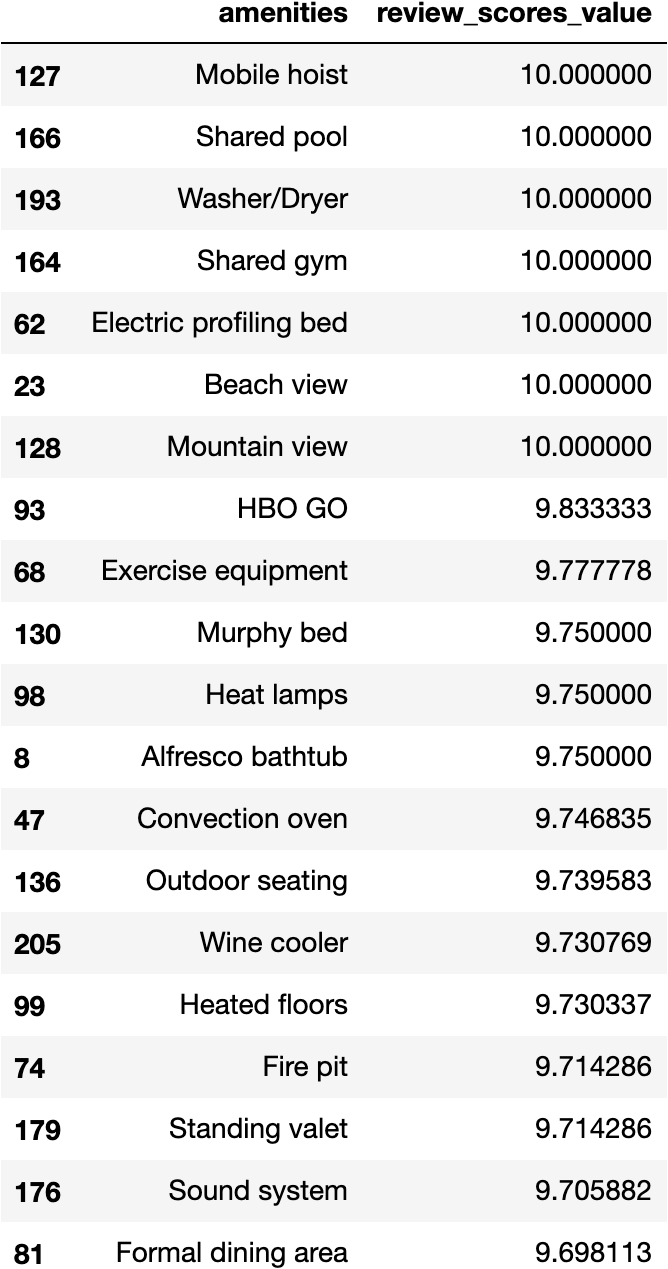 amenities review_scores_value
127 Mobile hoist 10.000000
166 Shared pool 10.000000
193 Washer/Dryer 10.000000
164 Shared gym 10.000000
62 Electric profiling bed 10.000000
23 Beach view 10.000000
128 Mountain view 10.000000
93 HBO GO 9.833333
68 Exercise equipment 9.777778
130 Murphy bed 9.750000
98 Heat lamps 9.750000
8 Alfresco bathtub 9.750000
47 Convection oven 9.746835
136 Outdoor seating 9.739583
205 Wine cooler 9.730769
99 Heated floors 9.730337
74 Fire pit 9.714286
179 Standing valet 9.714286
176 Sound system 9.705882
81 Formal dining area 9.698113